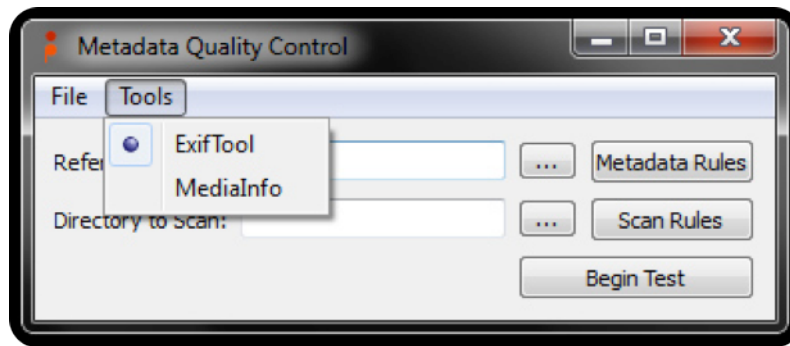 Metadata Quality Control
File Tools
ExifTool
MediaInfo
... Metadata Rules
Directory to Scan:
... Scan Rules
Begin Test